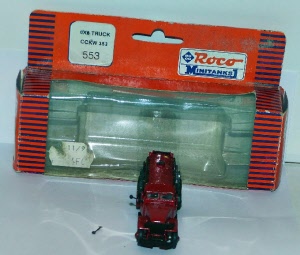 6X6 TRUCK
CCKW 353
553
Roco
MINITANKS